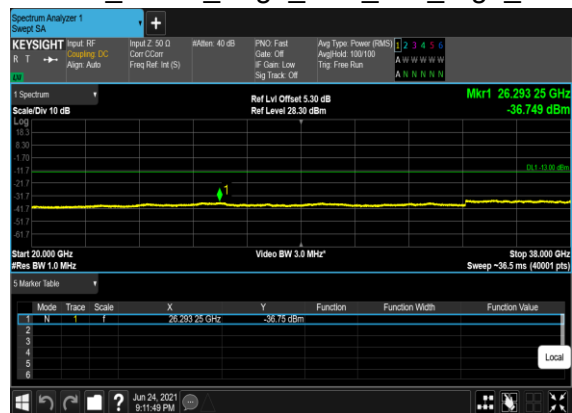 Spectrum Analyzer 1
Swept SA
+
KEYSIGHT Input: RF Input Z: 50 Ω #Atten: 40 dB PNO: Fast Avg Type: Power (RMS) 1 2 3 4 5 6
R T Coupling: DC Corr CCorr Gate: Off Avg|Hold: 100/100 A W W W W W
Align: Auto Freq Ref: Int (S) IF Gain: Low Trig: Free Run A N N N N N
Sig Track: Off
1 Spectrum Ref Lvl Offset 5.30 dB Mkr1 26.293 25 GHz
Scale/Div 10 dB Ref Level 28.30 dBm -36.749 dBm
Log
18.3
8.30
-1.70
-11.7 DL1 -13.00 dBm
-21.7
-31.7 1
-41.7
-51.7
-61.7
Start 20.000 GHz Video BW 3.0 MHz* Stop 38.000 GHz
#Res BW 1.0 MHz Sweep ~36.5 ms (40001 pts)
5 Marker Table
Mode Trace Scale X Y Function Function Width Function Value
1 N 1 f 26.293 25 GHz -36.75 dBm
2
3
4
5
6
Local
? Jun 24, 2021
9:11:49 PM